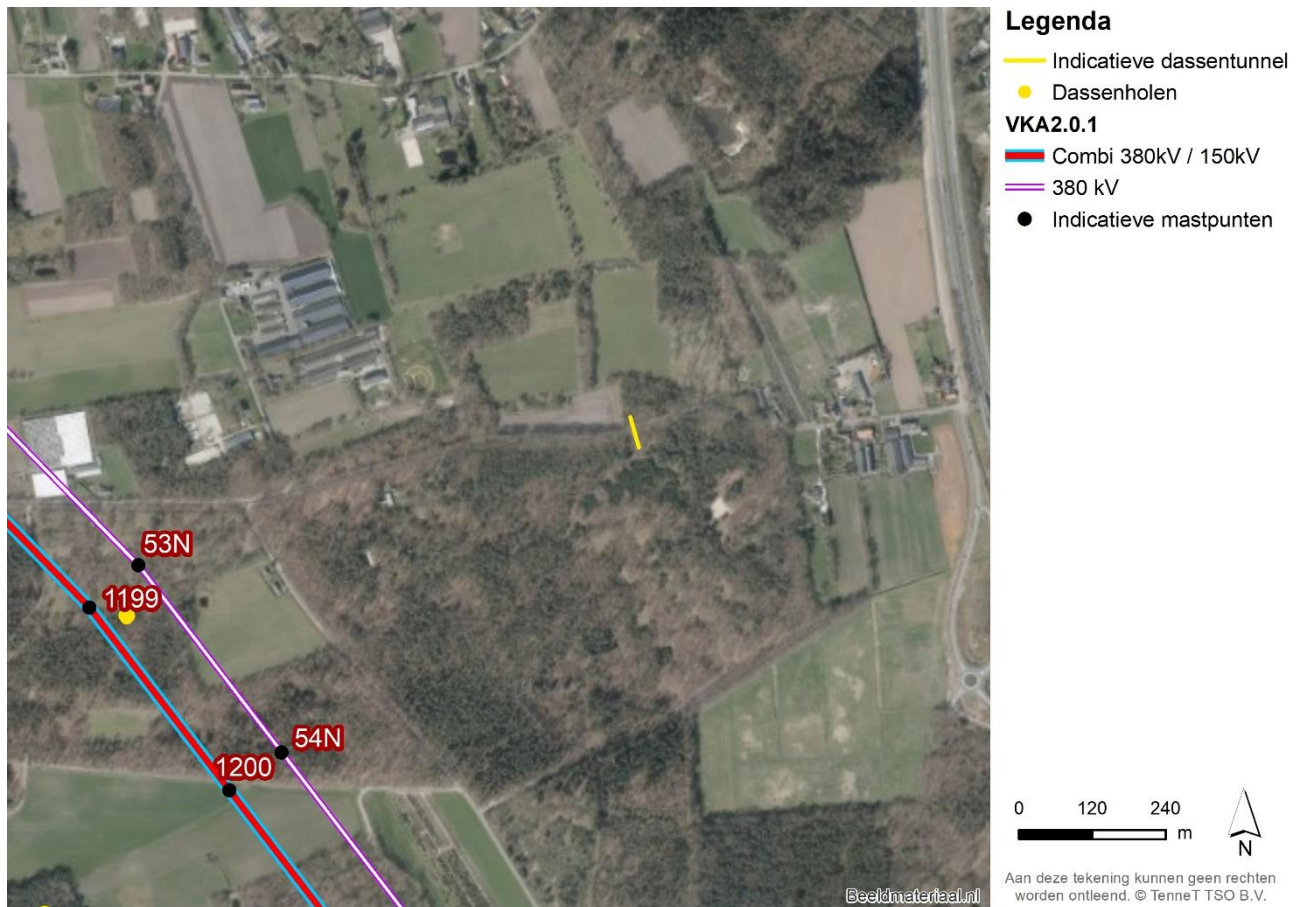 Legenda
Indicatieve dassentunnel
Dassenholen
VKA2.0.1
Combi 380kV / 150kV
380 kV
Indicatieve mastpunten
53N
1199
54N
1200
0 120 240
m
N
Beeldmateriaal.nl
Aan deze tekening kunnen geen rechten
worden ontleend. © TenneT TSO B.V.